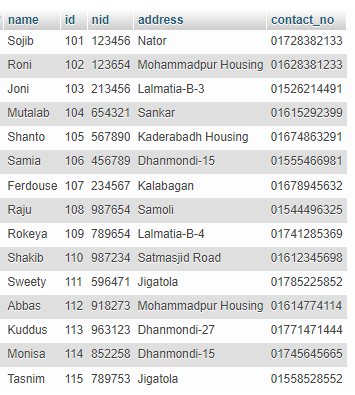 name id nid address contact_no
Sojib 101 123456 Nator 01728382133
Roni 102 123654 Mohammadpur Housing 01628381233
Joni 103 213456 Lalmatia-B-3 01526214491
Mutalab 104 654321 Sankar 01615292399
Shanto 105 567890 Kaderabadh Housing 01674863291
Samia 106 456789 Dhanmondi-15 01555466981
Ferdouse 107 234567 Kalabagan 01678945632
Raju 108 987654 Samoli 01544496325
Rokeya 109 789654 Lalmatia-B-4 01741285369
Shakib 110 987234 Satmasjid Road 01612345698
Sweety 111 596471 Jigatola 01785225852
Abbas 112 918273 Mohammadpur Housing 01614774114
Kuddus 113 963123 Dhanmondi-27 01771471444
Monisa 114 852258 Dhanmondi-15 01745645665
Tasnim 115 789753 Jigatola 01558528552